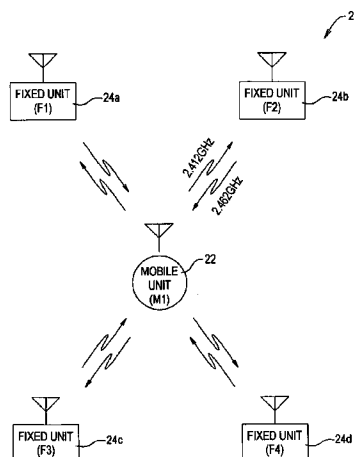 2
FIXED UNIT
(F1)
24a
FIXED UNIT
(F2)
24b
2.412GHz
2.462GHz
22
MOBILE
UNIT
(M1)
FIXED UNIT
(F3)
24c
FIXED UNIT
(F4)
24d